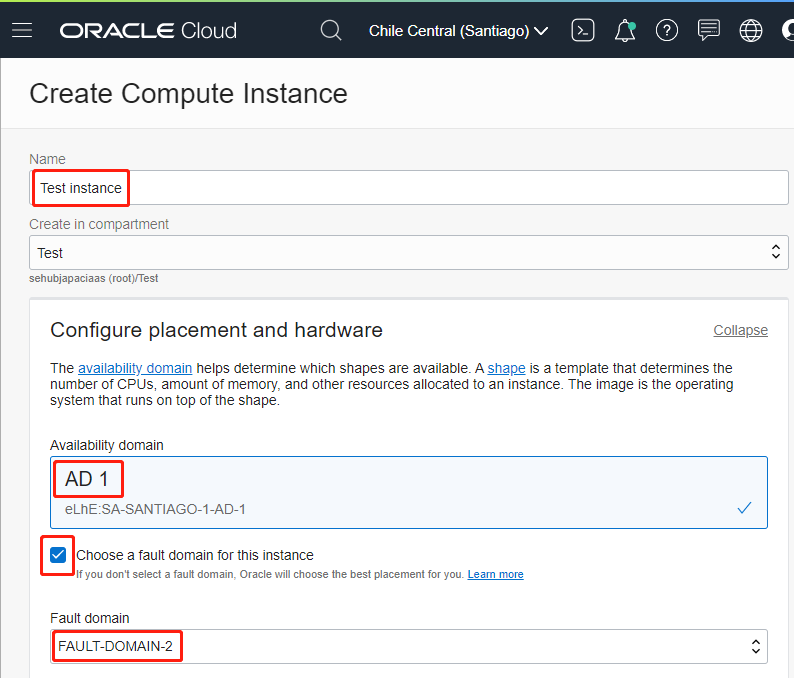 ORACLE Cloud
Chile Central (Santiago)
Create Compute Instance
Name
Test instance
Create in compartment
Test
sehubjapaciaas (root)/Test
Configure placement and hardware
Collapse
The availability domain helps determine which shapes are available. A shape is a template that determines the
number of CPUs, amount of memory, and other resources allocated to an instance. The image is the operating
system that runs on top of the shape.
Availability domain
AD 1
eLhE:SA-SANTIAGO-1-AD-1
Choose a fault domain for this instance
If you don't select a fault domain, Oracle will choose the best placement for you. Learn more
Fault domain
FAULT-DOMAIN-2